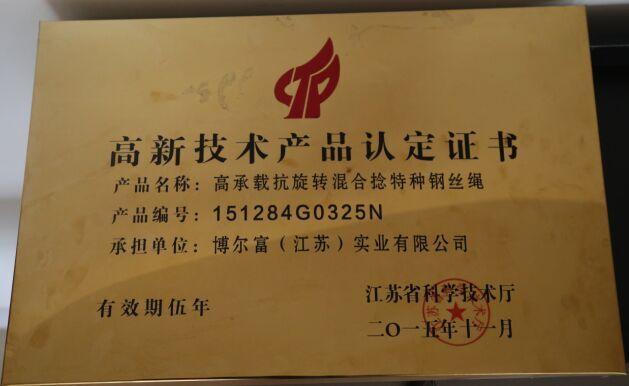 高新技术产品认定证书
产品名称：高承载抗旋转混合捻特种钢丝绳
产品编号：151284G0325N
承担单位：博尔富（江苏）实业有限公司
有效期伍年
江苏省科学技术厅
二〇一五年十一月